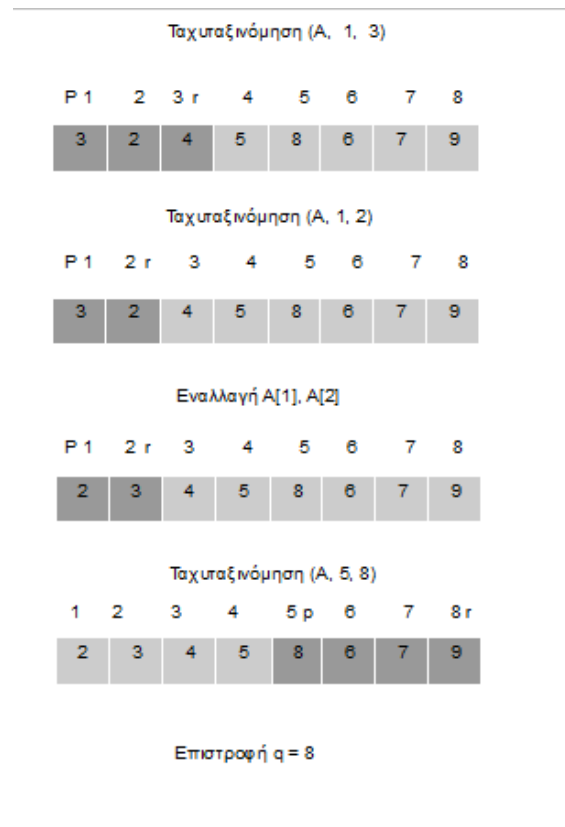 Ταχυταξινόμηση (Α, 1, 3)
P 1 2 3 r 4 5 6 7 8
3 2 4 5 8 6 7 9
Ταχυταξινόμηση (Α, 1, 2)
P 1 2 r 3 4 5 6 7 8
3 2 4 5 8 6 7 9
Εναλλαγή Α[1], Α[2]
P 1 2 r 3 4 5 6 7 8
2 3 4 5 8 6 7 9
Ταχυταξινόμηση (Α, 5, 8)
1 2 3 4 5 p 6 7 8 r
2 3 4 5 8 6 7 9
Επιστροφή q = 8